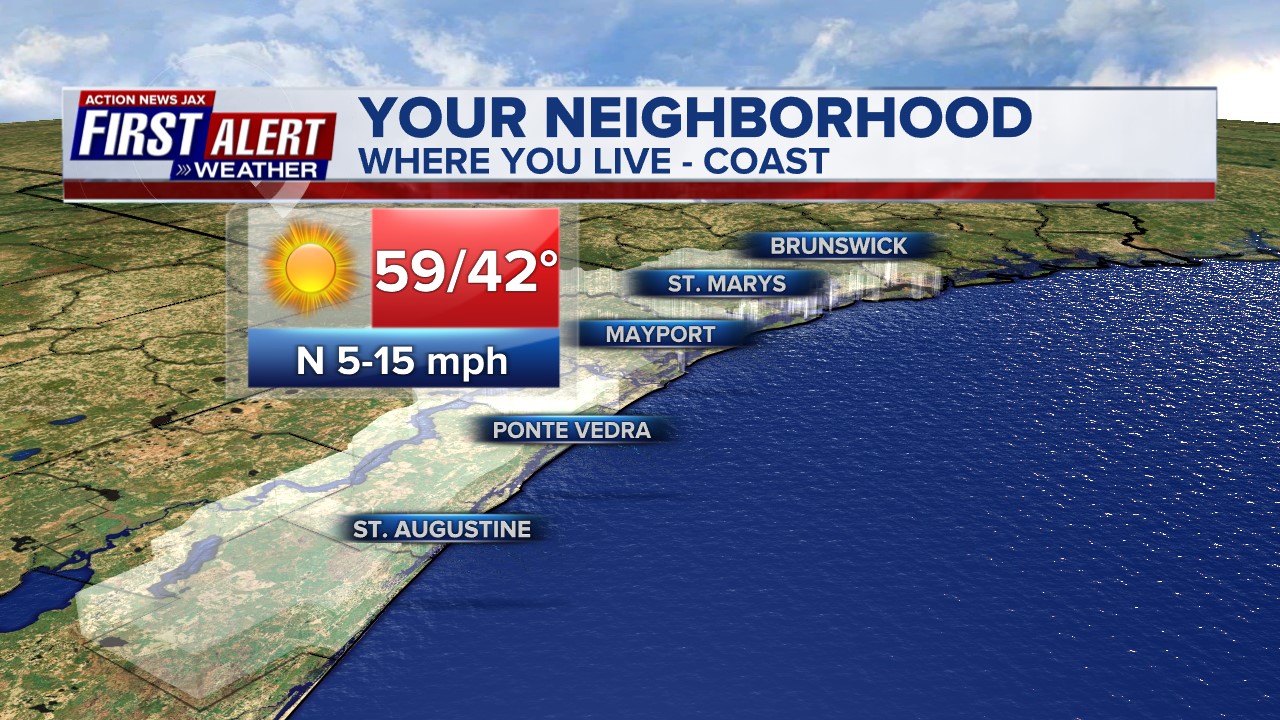 ACTION NEWS JAX
FIRST ALERT
WEATHER
YOUR NEIGHBORHOOD
WHERE YOU LIVE - COAST
59/42°
N 5-15 mph
BRUNSWICK
ST. MARYS
MAYPORT
PONTE VEDRA
ST. AUGUSTINE